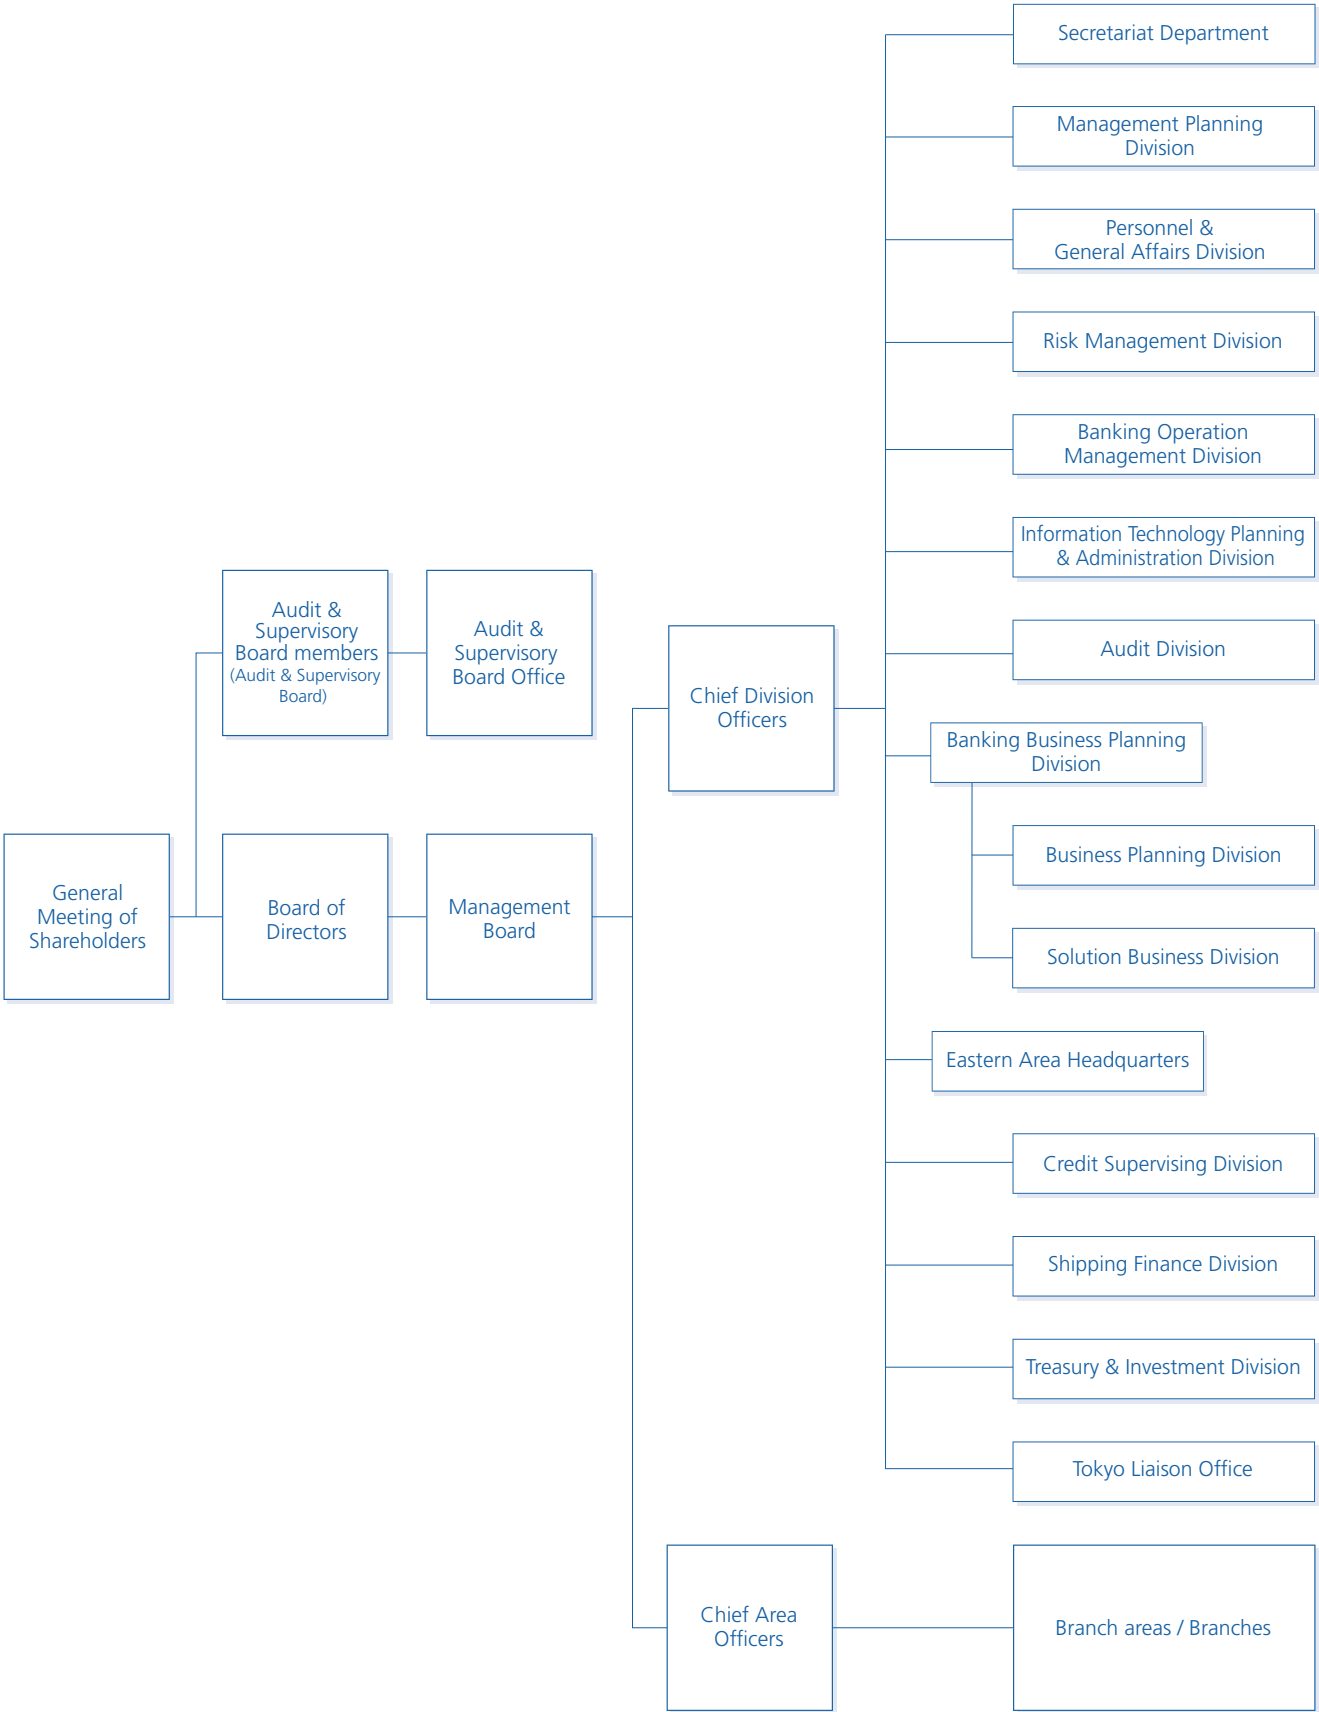 General
Meeting of
Shareholders
Audit &
Supervisory
Board members
(Audit & Supervisory
Board)
Audit &
Supervisory
Board Office
Board of
Directors
Management
Board
Chief Division
Officers
Secretariat Department
Management Planning
Division
Personnel &
General Affairs Division
Risk Management Division
Banking Operation
Management Division
Information Technology Planning
& Administration Division
Audit Division
Banking Business Planning
Division
Business Planning Division
Solution Business Division
Eastern Area Headquarters
Credit Supervising Division
Shipping Finance Division
Treasury & Investment Division
Tokyo Liaison Office
Chief Area
Officers
Branch areas / Branches